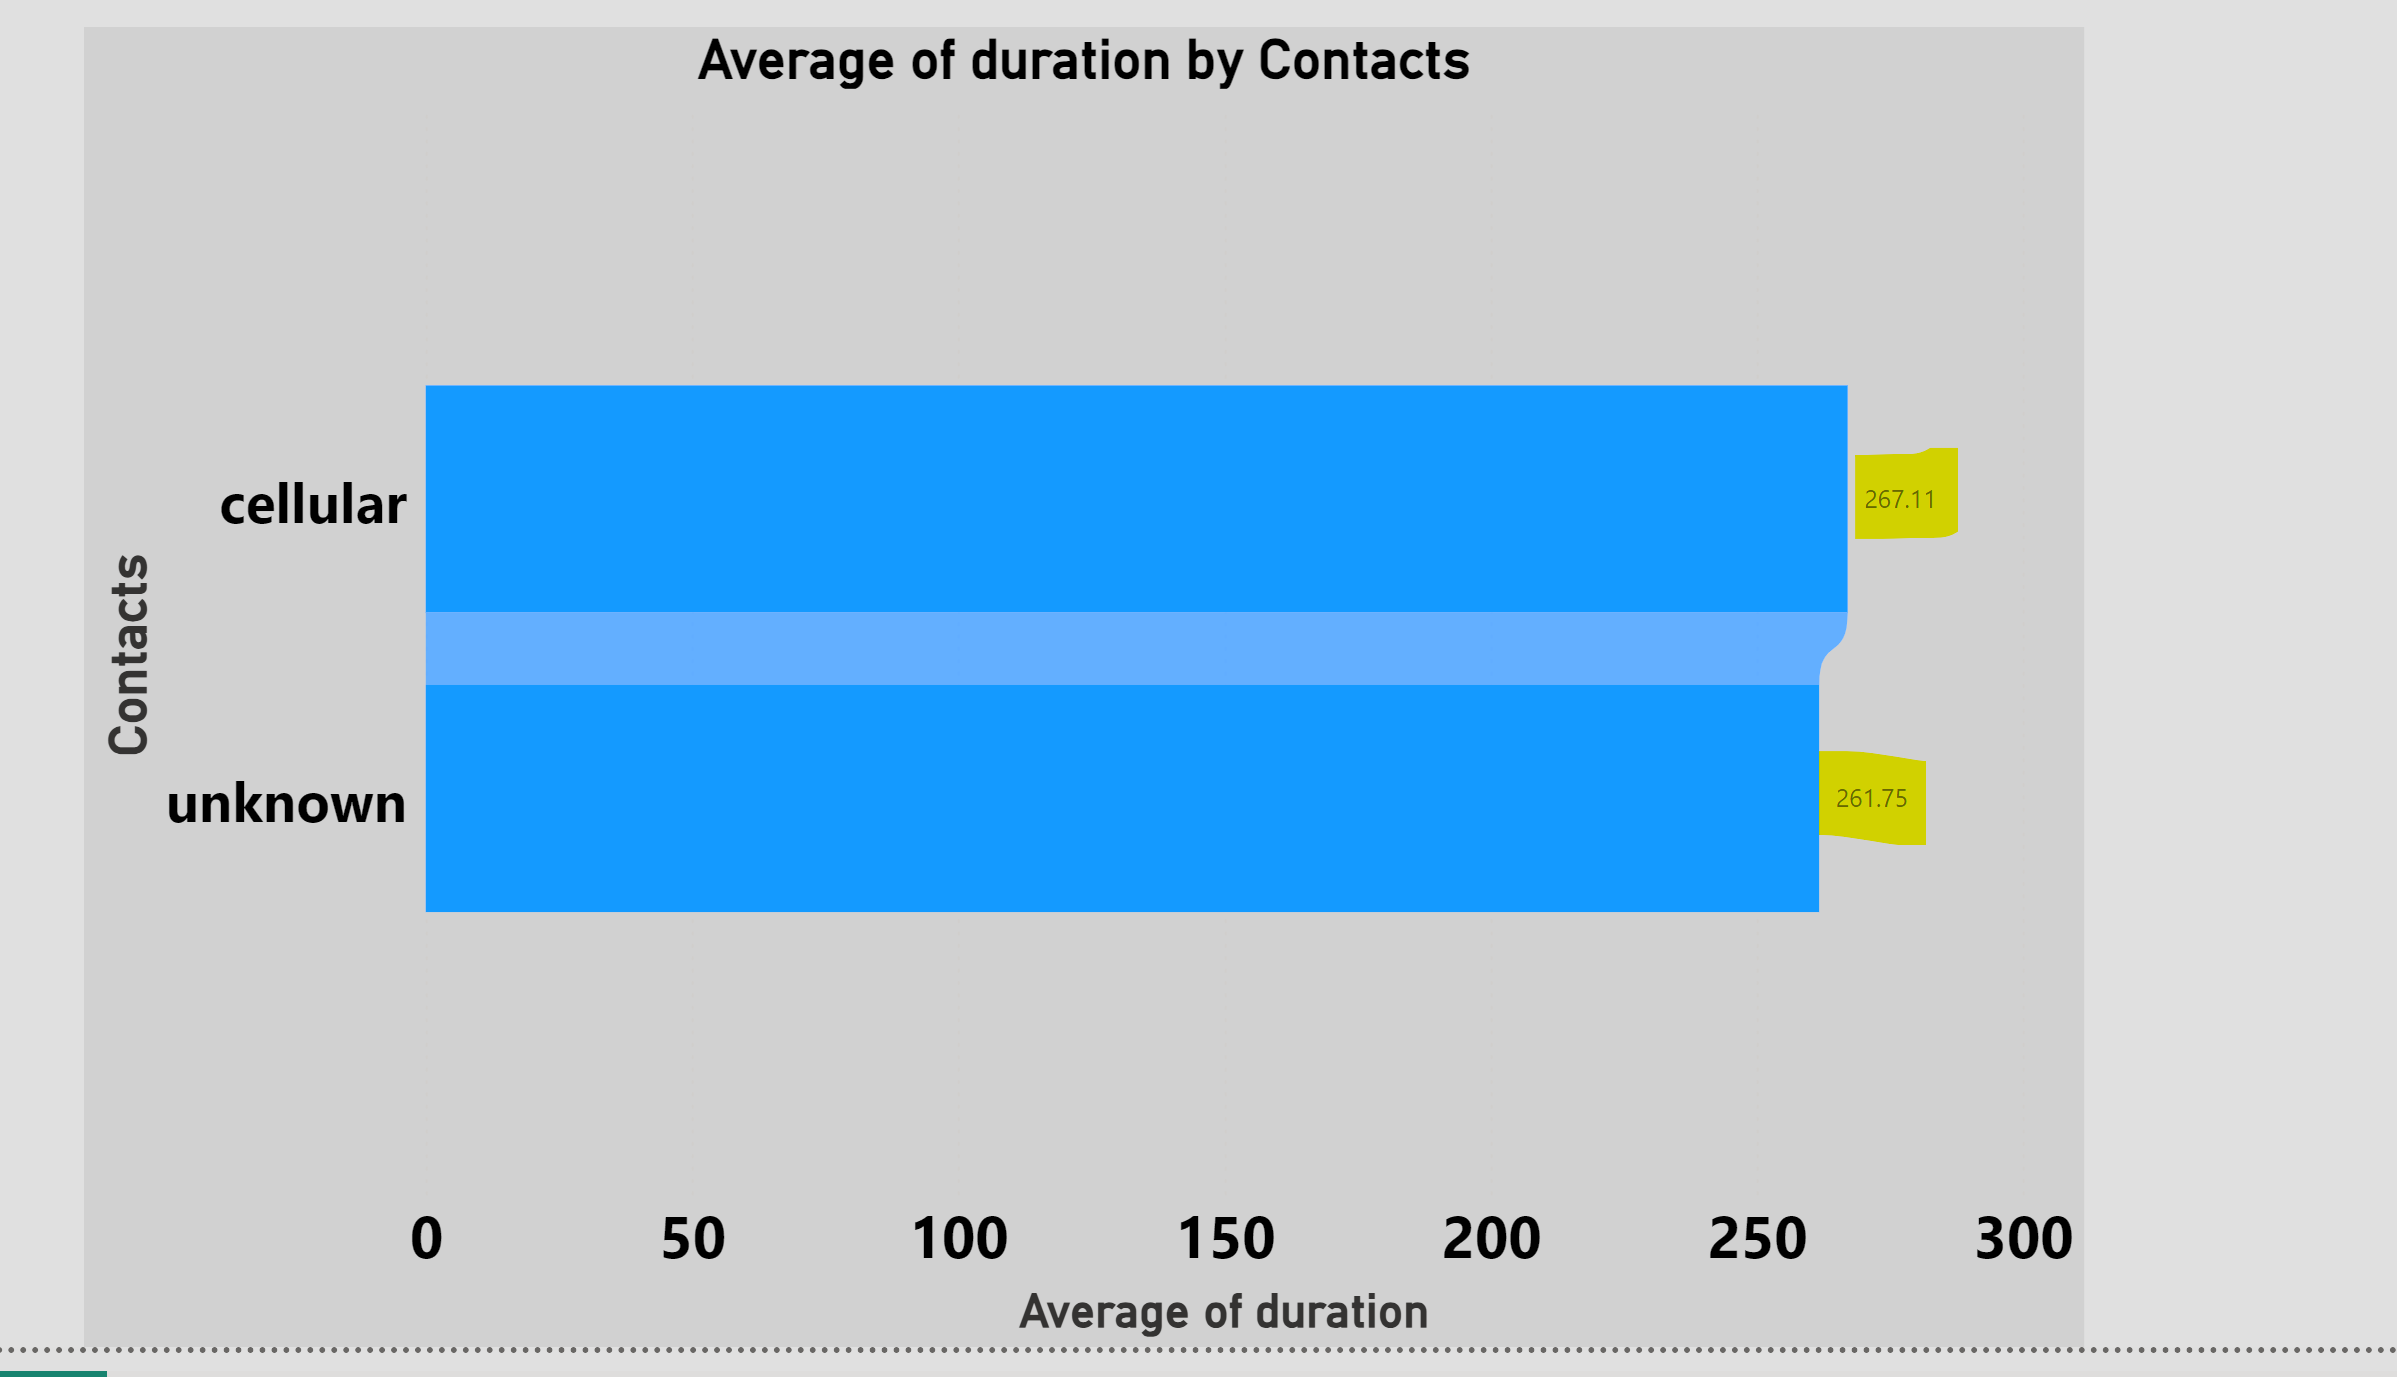 Average of duration by Contacts
cellular
267.11
Contacts
unknown
261.75
0 50 100 150 200 250 300
Average of duration